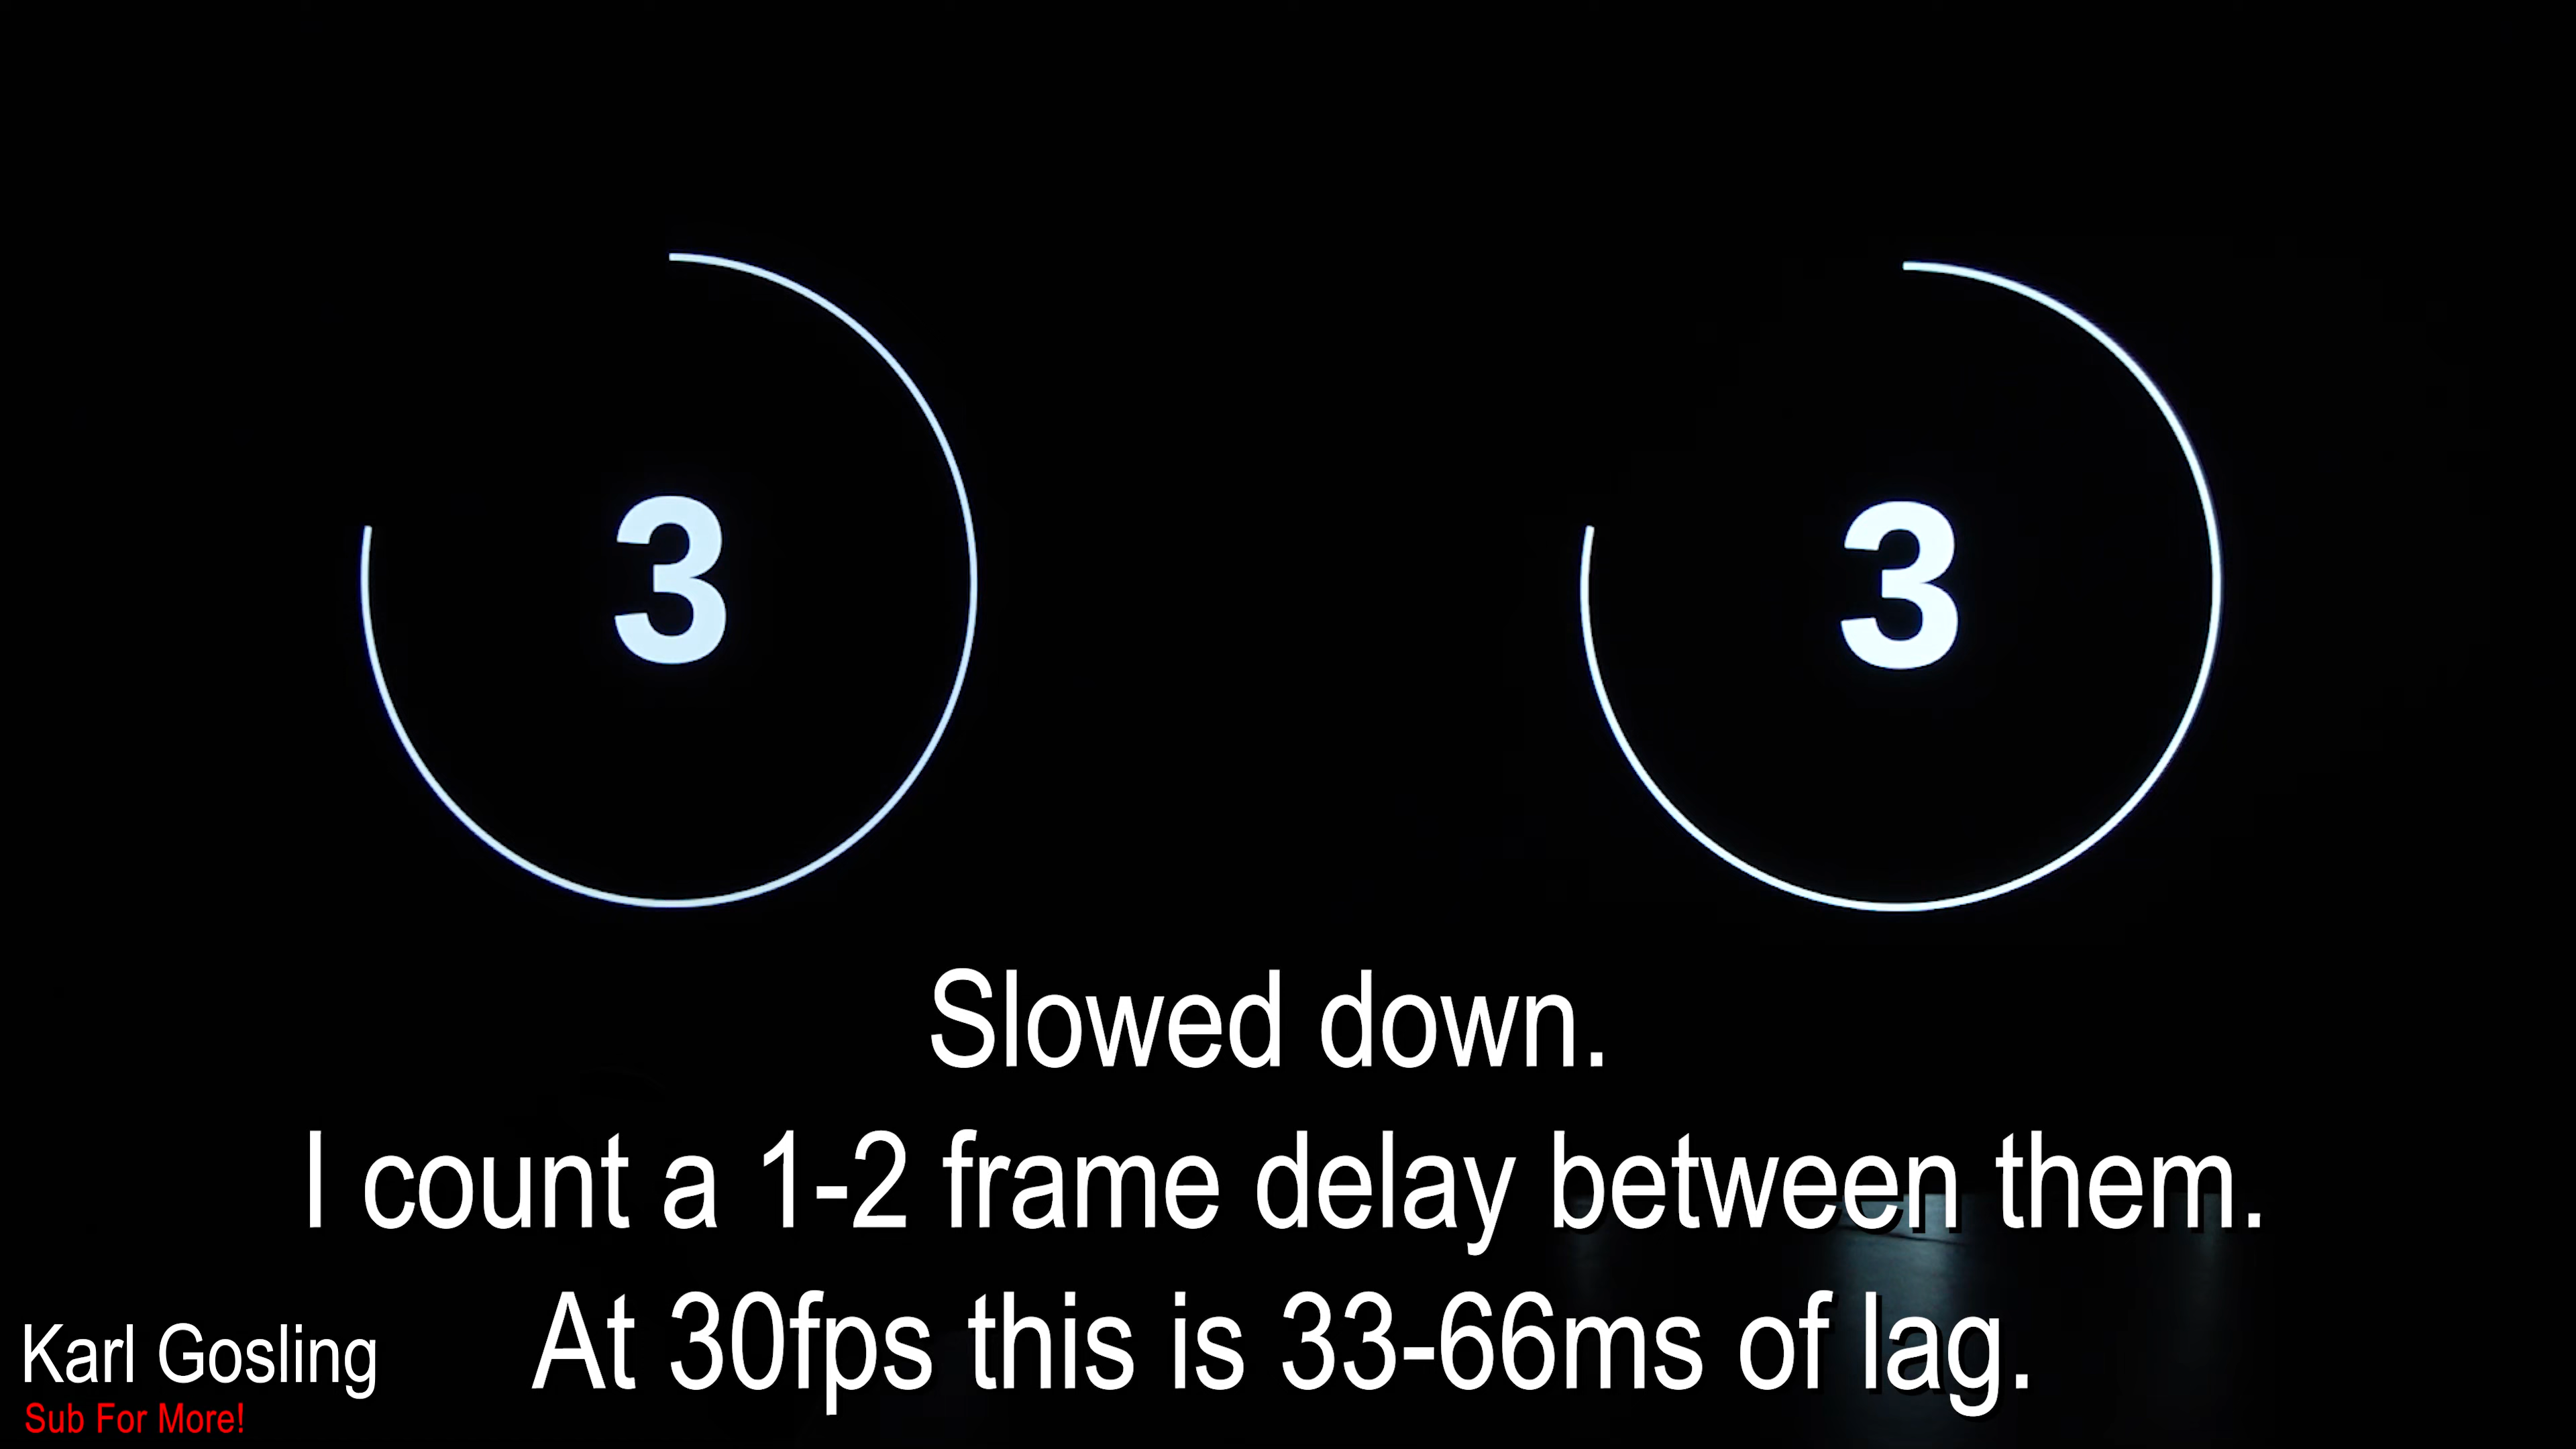 3 3
Slowed down.
I count a 1-2 frame delay between them.
At 30fps this is 33-66ms of lag.
Karl Gosling
Sub For More!